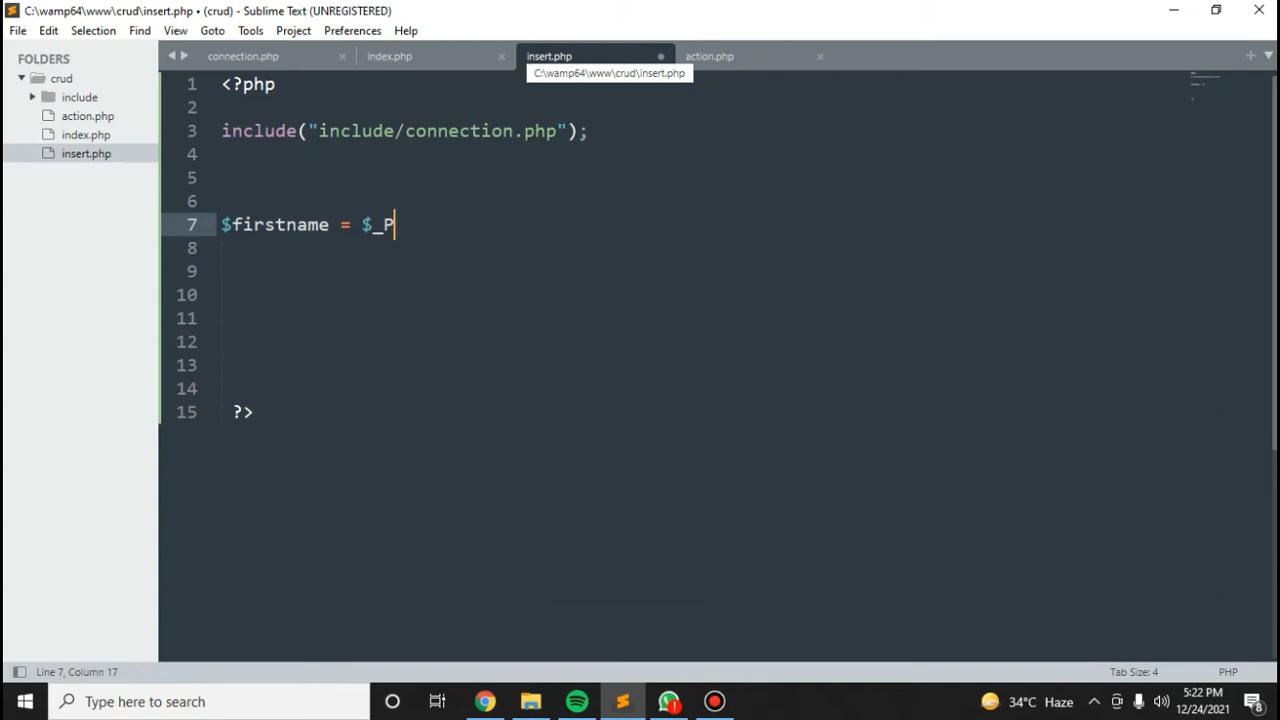 C:\wamp64\www\crud\insert.php • (crud) - Sublime Text (UNREGISTERED)
File Edit Selection Find View Goto Tools Project Preferences Help
FOLDERS
crud
include
action.php
index.php
insert.php
connection.php × index.php × insert.php action.php ×
C:\wamp64\www\crud\insert.php
1 <?php
2
3 include("include/connection.php");
4
5
6
7 $firstname = $_P
8
9
10
11
12
13
14
15 ?>
Line 7, Column 17 Tab Size: 4 PHP
Type here to search
34°C Haze
5:22 PM
12/24/2021
8